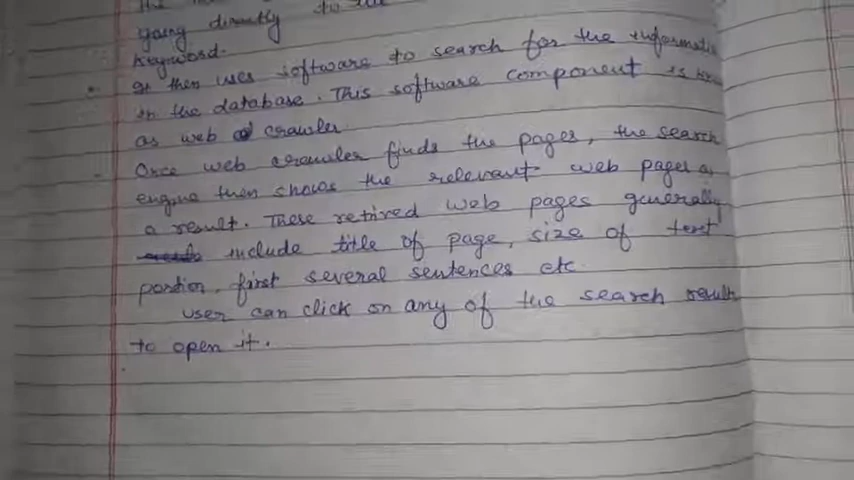 going directly to the
keyword.
It then uses software to search for the informatio
in the database. This software component is
as web crawler.
Once web crawler finds the pages, the search
engine then shows the relevant web pages as
a result. These retired web pages generally
include title of page, size of text
portion, first several sentences etc.
user can click on any of the search result
to open it.